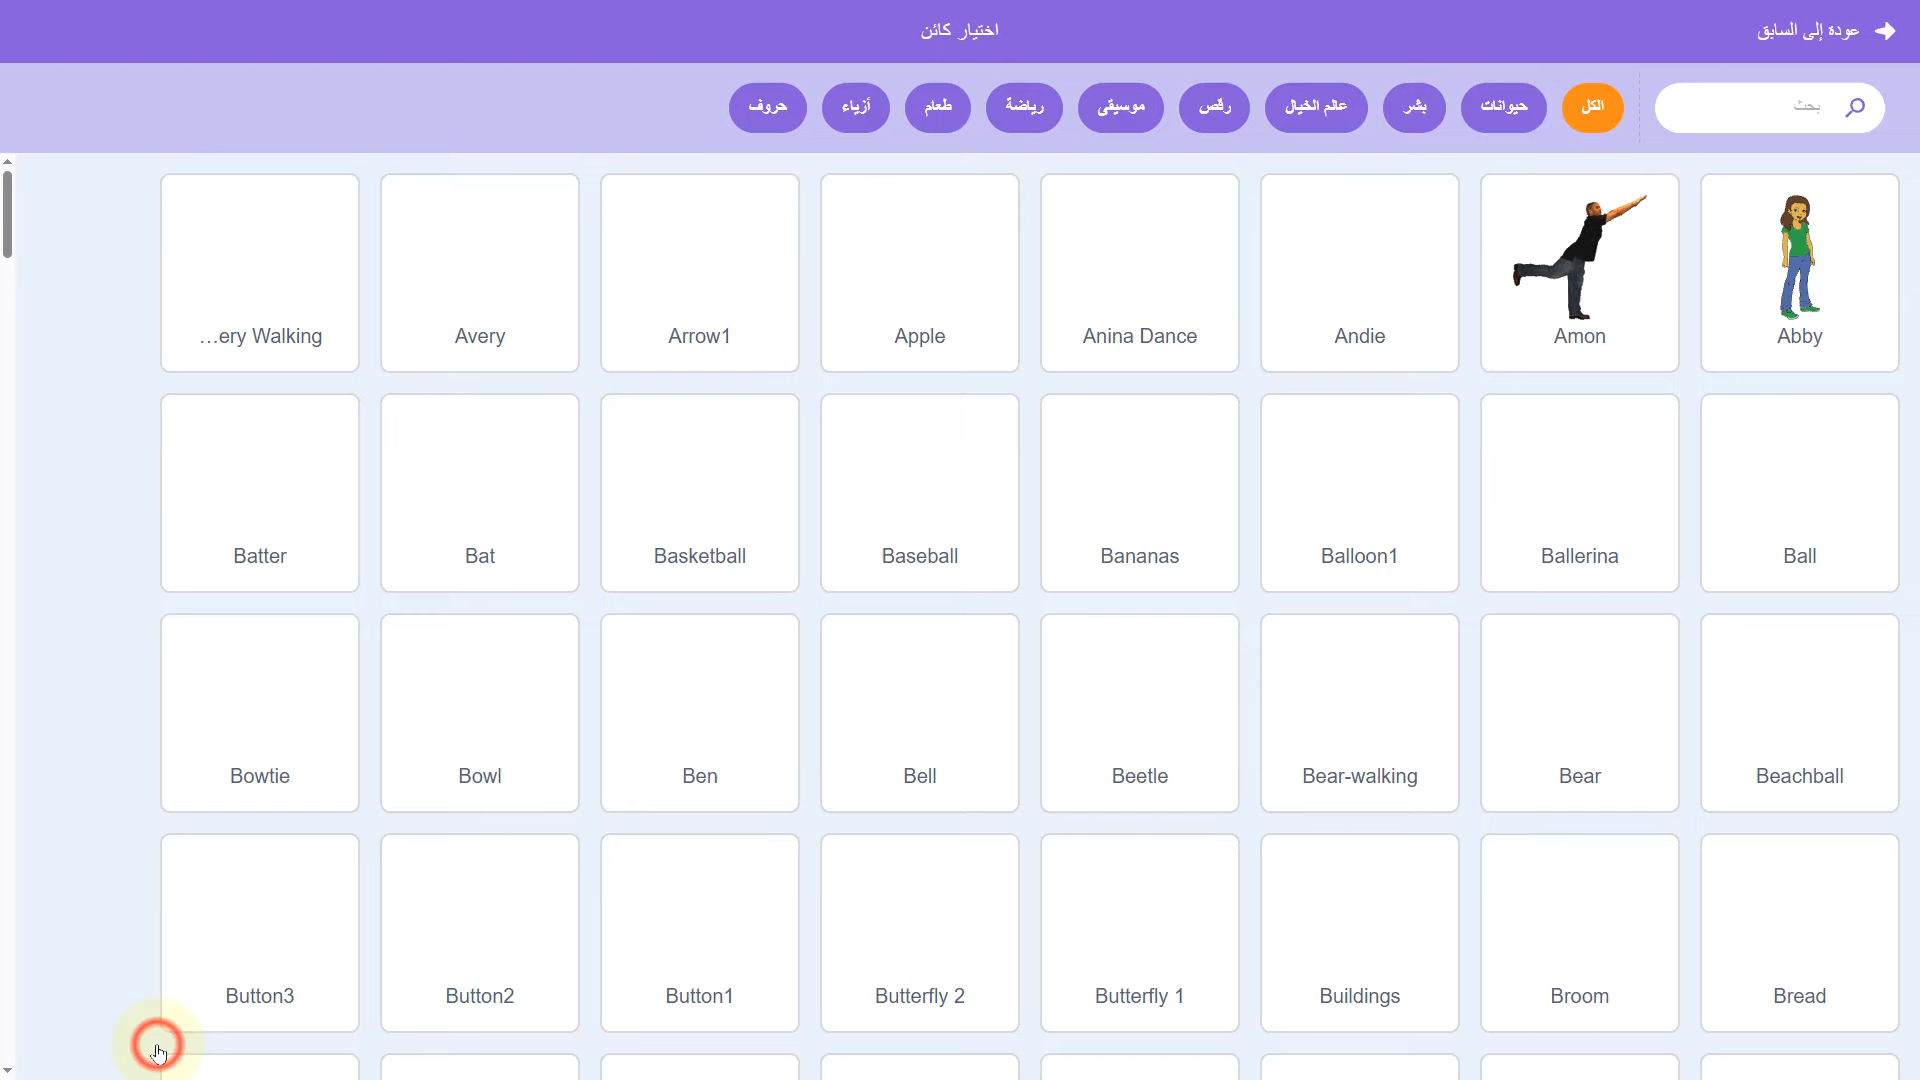 عودة إلى السابق
اختيار كائن
بحث
الكل
حيوانات
بشر
عالم الخيال
رقص
موسيقى
رياضة
طعام
أزياء
حروف
Abby
Amon
Andie
Anina Dance
Apple
Arrow1
Avery
...ery Walking
Ball
Ballerina
Balloon1
Bananas
Baseball
Basketball
Bat
Batter
Beachball
Bear
Bear-walking
Beetle
Bell
Ben
Bowl
Bowtie
Bread
Broom
Buildings
Butterfly 1
Butterfly 2
Button1
Button2
Button3